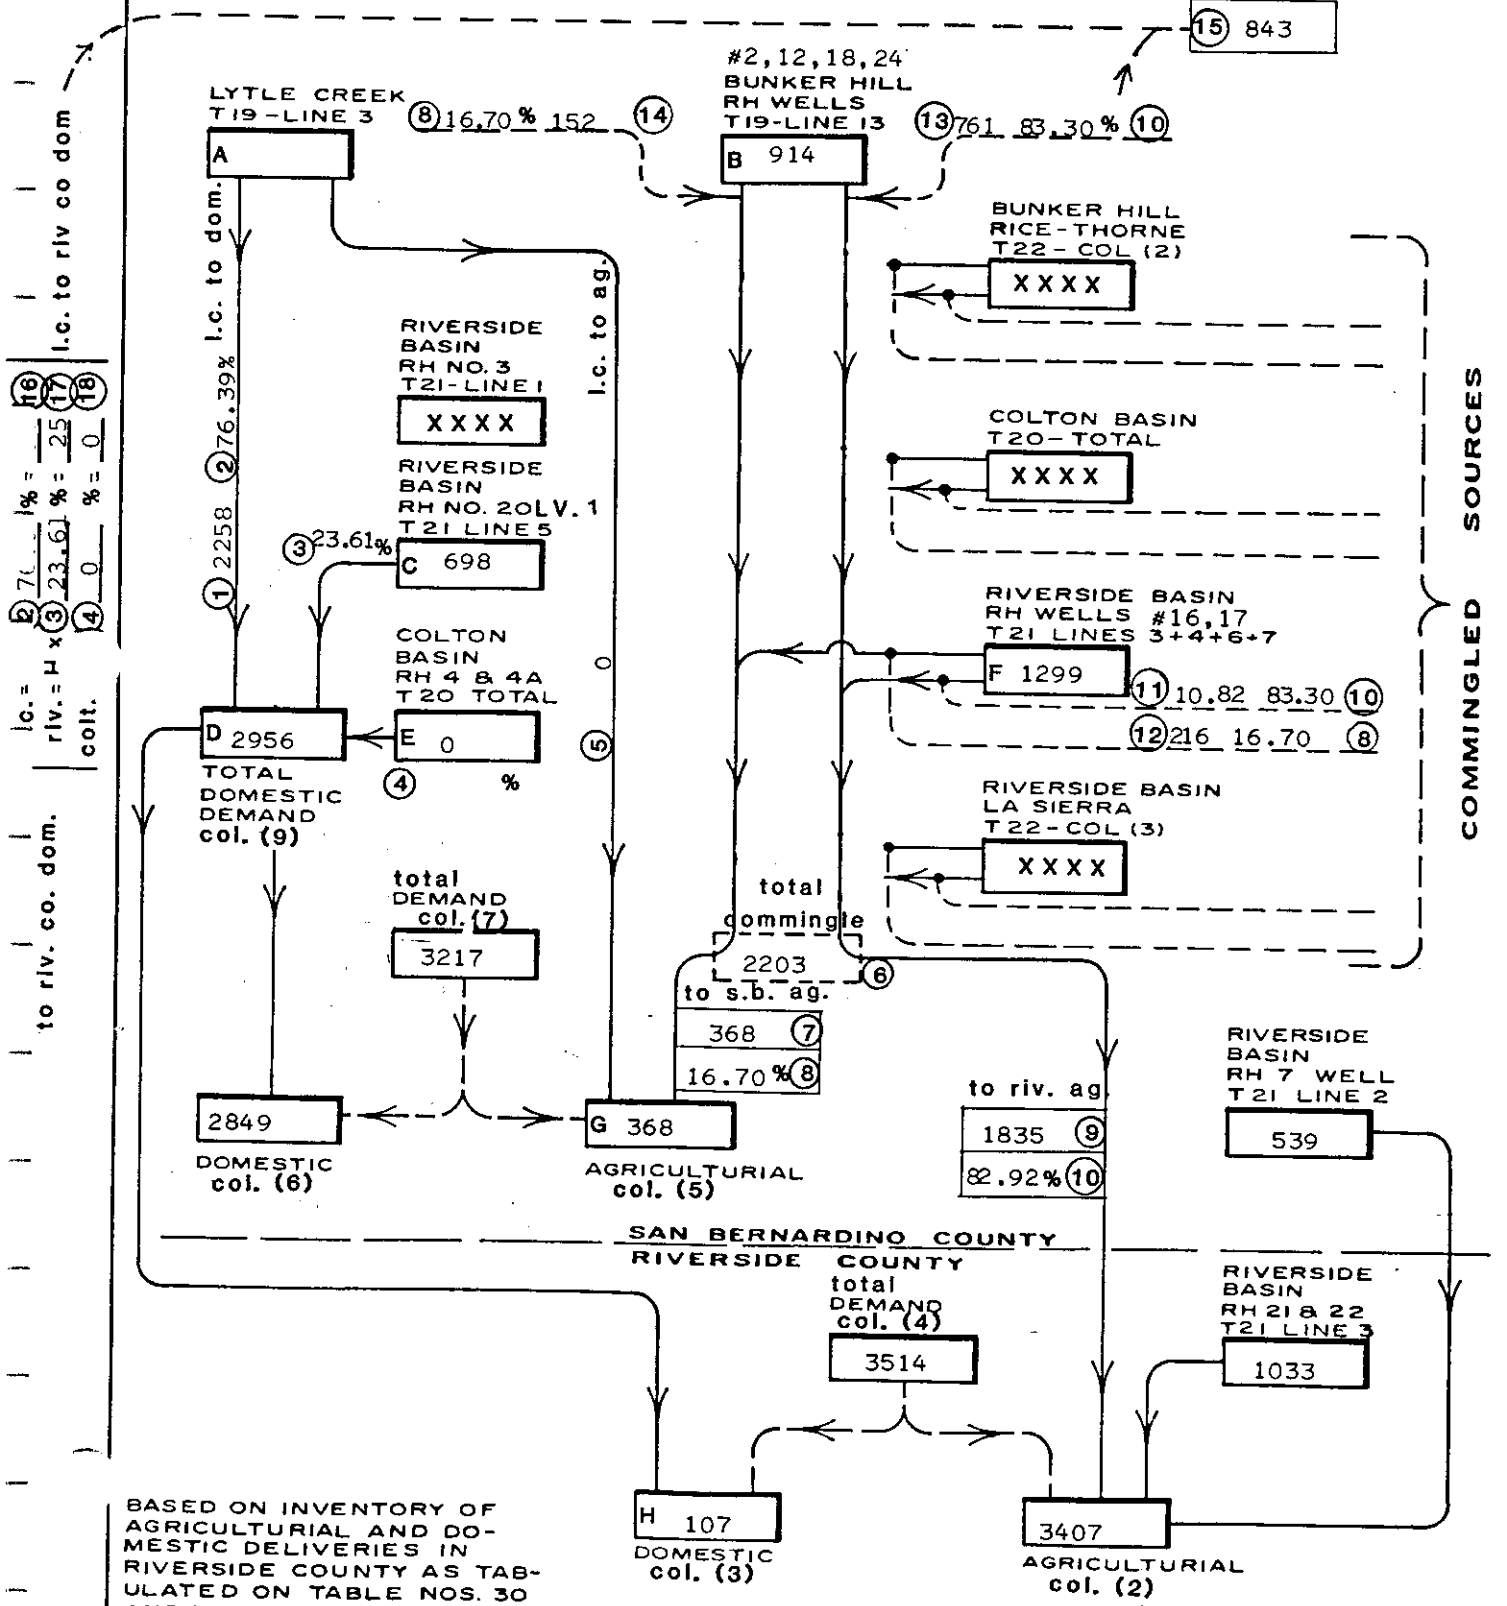 15 843
#2,12,18,24
BUNKER HILL
RH WELLS
T19-LINE 13
B 914
LYTLE CREEK
T19-LINE 3
A
8 16.70 % 152 14
13 761 83.30 % 10
l.c. to riv co dom
l.c. to dom.
l.c. to ag.
BUNKER HILL
RICE-THORNE
T22-COL (2)
XXXX
RIVERSIDE
BASIN
RH NO. 3
T21-LINE 1
XXXX
COLTON BASIN
T20-TOTAL
XXXX
COMMINGLED SOURCES
1 2258 2 76.39%
RIVERSIDE
BASIN
RH NO. 20LV. 1
T21 LINE 5
3 23.61%
C 698
16 17 18
2 % =
3 23.61 % = 25
4 0 % = 0
lc. =
riv. = H x
colt.
COLTON
BASIN
RH 4 & 4A
T20 TOTAL
E 0
4 %
5 0
RIVERSIDE BASIN
RH WELLS #16,17
T21 LINES 3+4+6+7
F 1299
11 10.82 83.30 10
12 216 16.70 8
D 2956
TOTAL
DOMESTIC
DEMAND
col. (9)
RIVERSIDE BASIN
LA SIERRA
T22-COL (3)
XXXX
to riv. co. dom.
total
DEMAND
col. (7)
3217
total
commingle
2203 6
to s.b. ag.
368 7
16.70 % 8
2849
DOMESTIC
col. (6)
G 368
AGRICULTURIAL
col. (5)
to riv. ag
1835 9
82.92% 10
RIVERSIDE
BASIN
RH 7 WELL
T21 LINE 2
539
SAN BERNARDINO COUNTY
RIVERSIDE COUNTY
total
DEMAND
col. (4)
3514
RIVERSIDE
BASIN
RH 21 & 22
T21 LINE 3
1033
H 107
DOMESTIC
col. (3)
3407
AGRICULTURIAL
col. (2)
BASED ON INVENTORY OF
AGRICULTURIAL AND DO-
MESTIC DELIVERIES IN
RIVERSIDE COUNTY AS TAB-
ULATED ON TABLE NOS. 30